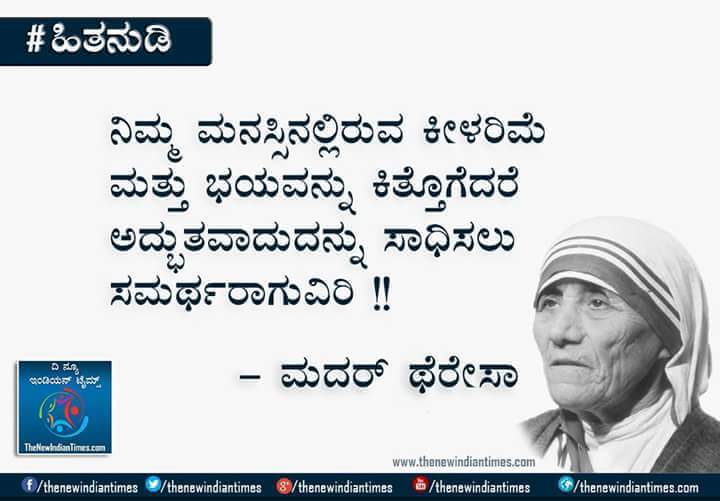 #ಹಿತನುಡಿ
ನಿಮ್ಮ ಮನಸ್ಸಿನಲ್ಲಿರುವ ಕೀಳರಿಮೆ
ಮತ್ತು ಭಯವನ್ನು ಕಿತ್ತೊಗೆದರೆ
ಅದ್ಭುತವಾದುದನ್ನು ಸಾಧಿಸಲು
ಸಮರ್ಥರಾಗುವಿರಿ !!
– ಮದರ್ ಥೆರೇಸಾ
ವಿ ನ್ಯೂ
ಇಂಡಿಯನ್ ಟೈಮ್ಸ್
TheNewIndianTimes.com
www.thenewindiantimes.com
/thenewindiantimes /thenewindiantimes /thenewindiantimes /thenewindiantimes /thenewindiantimes.com